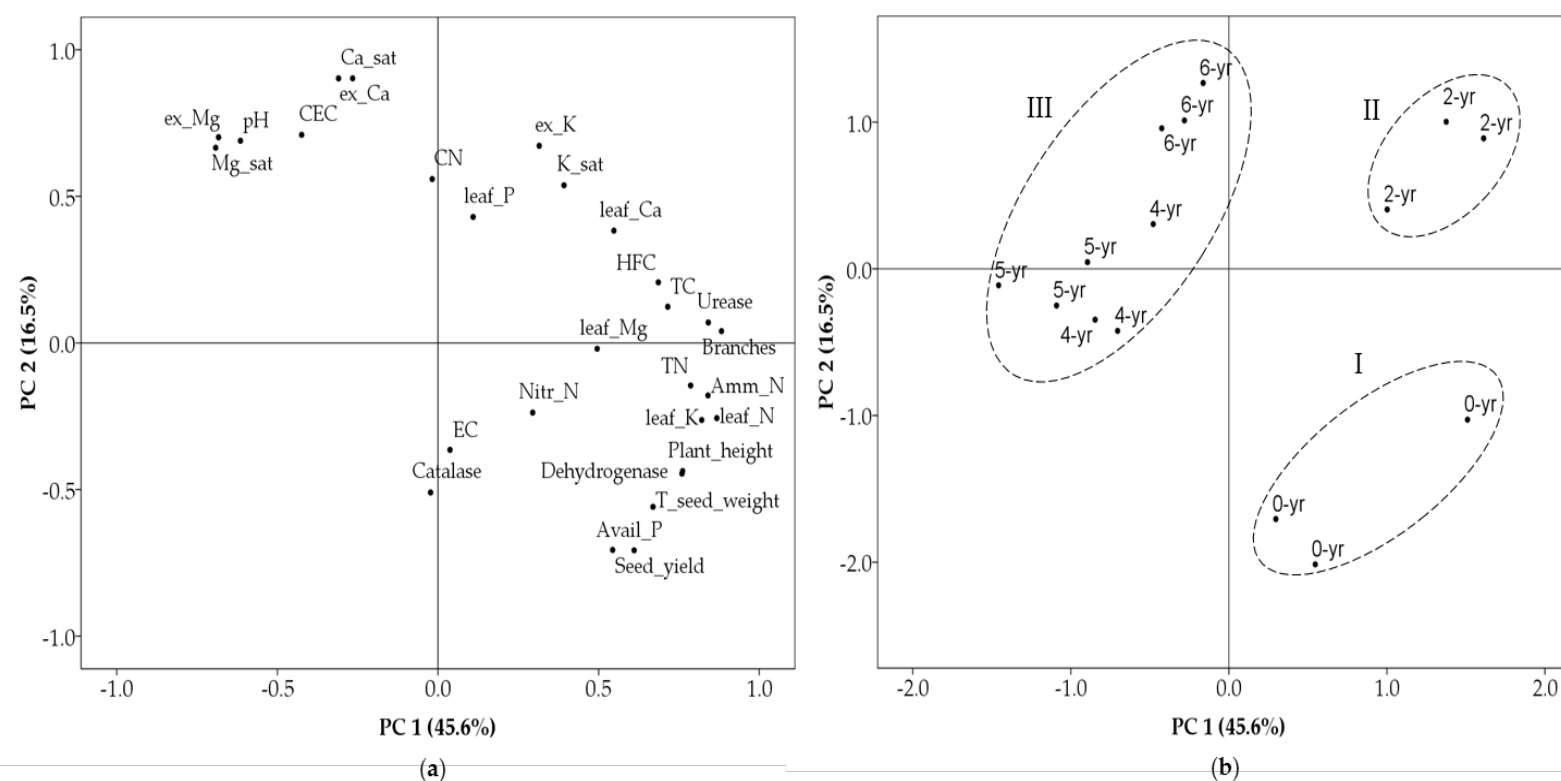 1.0
Ca_sat
ex_Ca
ex_Mg
pH
CEC
Mg_sat
ex_K
CN
K_sat
0.5
leaf_P
leaf_Ca
HFC
TC
Urease
leaf_Mg
0.0
Branches
TN
Nitr_N
Amm_N
leaf_K
leaf_N
EC
Plant_height
Catalase
Dehydrogenase
-0.5
T_seed_weight
Avail_P
Seed_yield
-1.0
-1.0 -0.5 0.0 0.5 1.0
PC 2 (16.5%)
PC 1 (45.6%)
(a)
6-yr
III
II
2-yr
6-yr
2-yr
1.0
6-yr
2-yr
4-yr
5-yr
0.0
5-yr
5-yr
4-yr
4-yr
I
-1.0
0-yr
0-yr
0-yr
-2.0
-2.0 -1.0 0.0 1.0 2.0
PC 2 (16.5%)
PC 1 (45.6%)
(b)